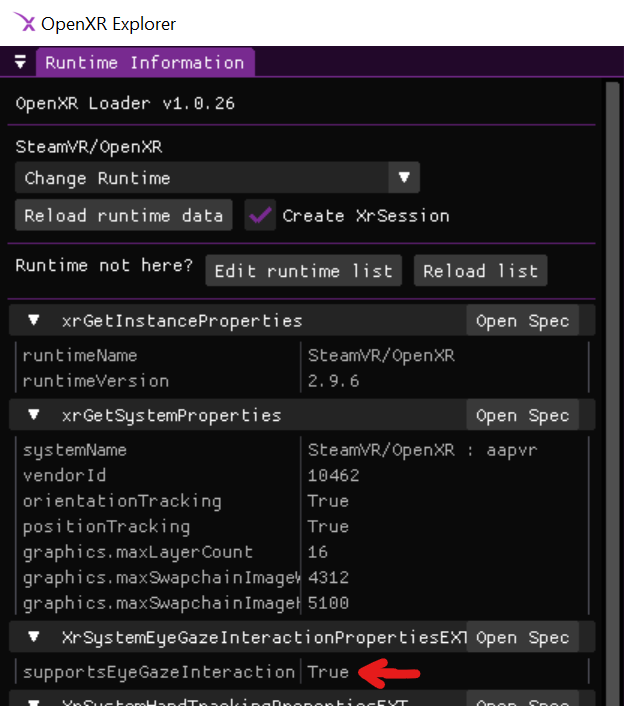 OpenXR Explorer
Runtime Information
OpenXR Loader v1.0.26
SteamVR/OpenXR
Change Runtime
Reload runtime data Create XrSession
Runtime not here? Edit runtime list Reload list
xrGetInstanceProperties Open Spec
runtimeName SteamVR/OpenXR
runtimeVersion 2.9.6
xrGetSystemProperties Open Spec
systemName SteamVR/OpenXR : aapvr
vendorId 10462
orientationTracking True
positionTracking True
graphics.maxLayerCount 16
graphics.maxSwapchainImageW 4312
graphics.maxSwapchainImageH 5100
XrSystemEyeGazeInteractionPropertiesEXT Open Spec
supportsEyeGazeInteraction True
XrSystemHandTrackingPropertiesEXT Open Spec